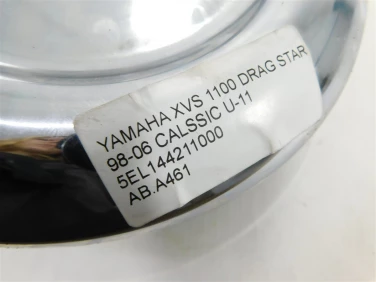 YAMAHA XVS 1100 DRAG STAR
98-06 CALSSIC U-11
5EL144211000
AB.A461